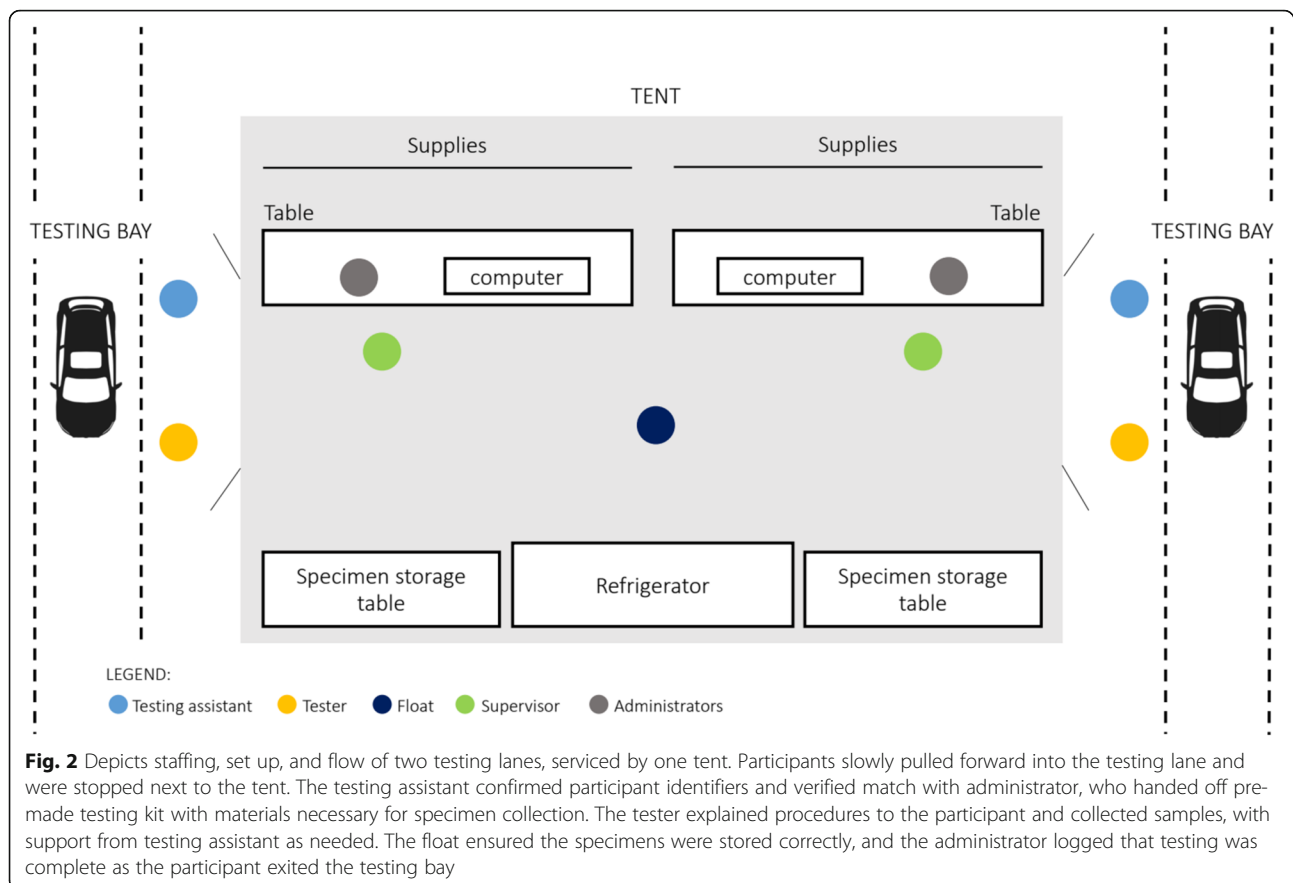 TENT
Supplies
Supplies
Table
Table
TESTING BAY
TESTING BAY
computer
computer
Specimen storage
table
Refrigerator
Specimen storage
table
LEGEND:
Testing assistant Tester Float Supervisor Administrators
Fig. 2 Depicts staffing, set up, and flow of two testing lanes, serviced by one tent. Participants slowly pulled forward into the testing lane and
were stopped next to the tent. The testing assistant confirmed participant identifiers and verified match with administrator, who handed off pre-
made testing kit with materials necessary for specimen collection. The tester explained procedures to the participant and collected samples, with
support from testing assistant as needed. The float ensured the specimens were stored correctly, and the administrator logged that testing was
complete as the participant exited the testing bay